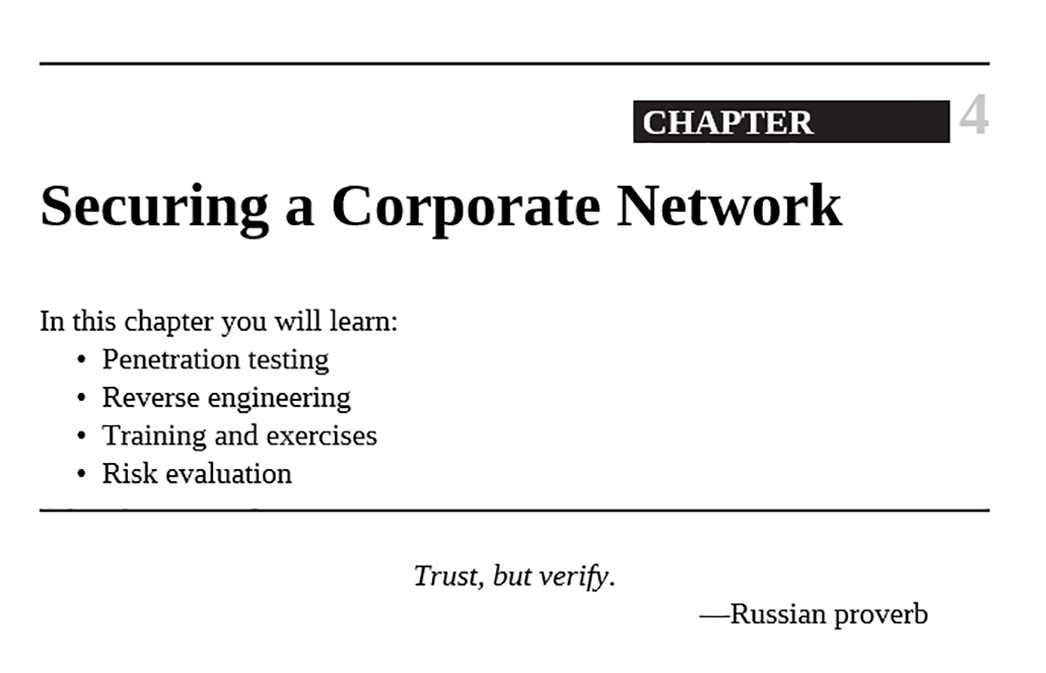 CHAPTER 4
Securing a Corporate Network
In this chapter you will learn:
• Penetration testing
• Reverse engineering
• Training and exercises
• Risk evaluation
Trust, but verify.
—Russian proverb